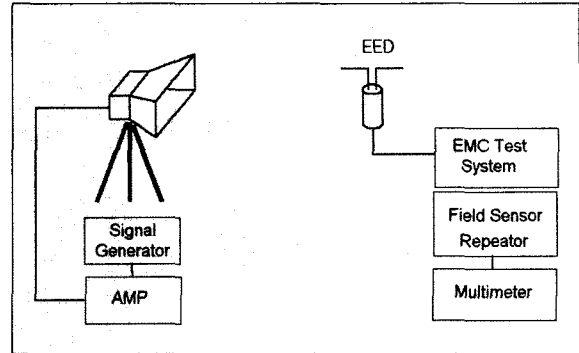 EED
EMC Test
System
Field Sensor
Repeator
Multimeter
Signal
Generator
AMP